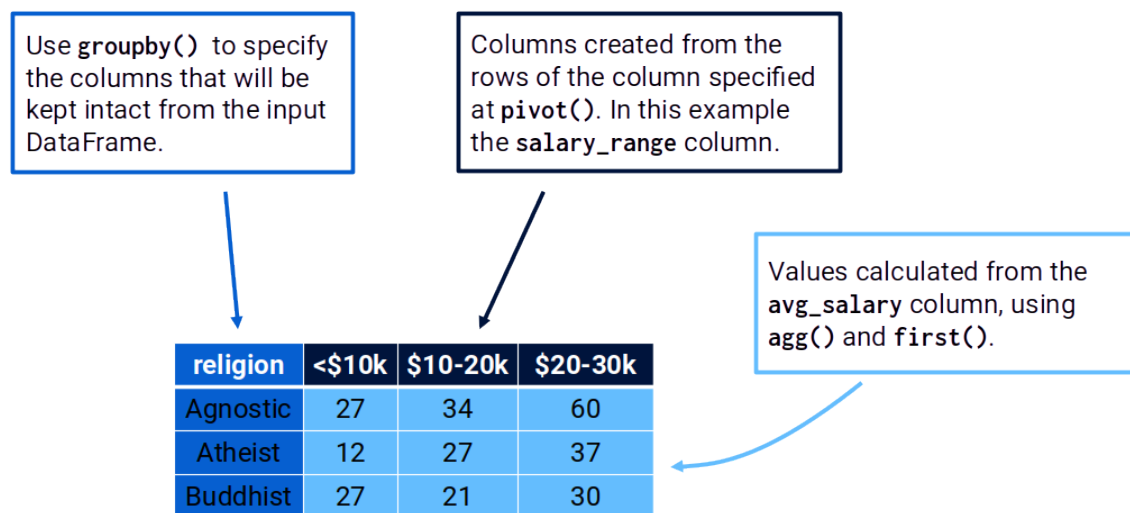 Use groupby() to specify
the columns that will be
kept intact from the input
DataFrame.
Columns created from the
rows of the column specified
at pivot(). In this example
the salary_range column.
Values calculated from the
avg_salary column, using
agg() and first().
religion <$10k $10-20k $20-30k
Agnostic 27 34 60
Atheist 12 27 37
Buddhist 27 21 30